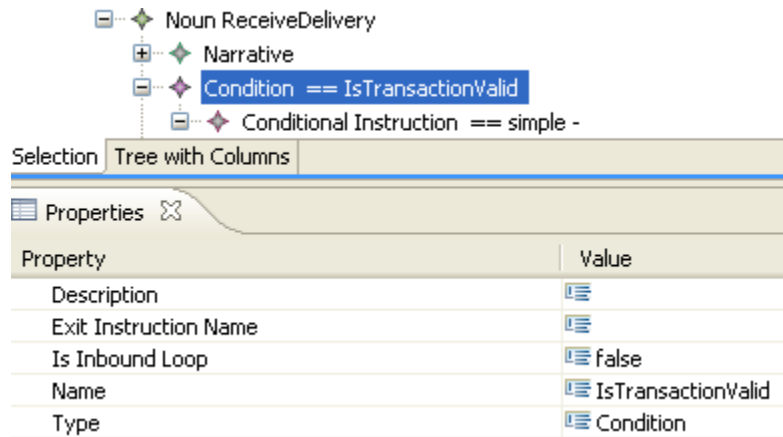 Noun ReceiveDelivery
Narrative
Condition == IsTransactionValid
Conditional Instruction == simple -
Selection Tree with Columns
Properties
Property Value
Description
Exit Instruction Name
Is Inbound Loop false
Name IsTransactionValid
Type Condition